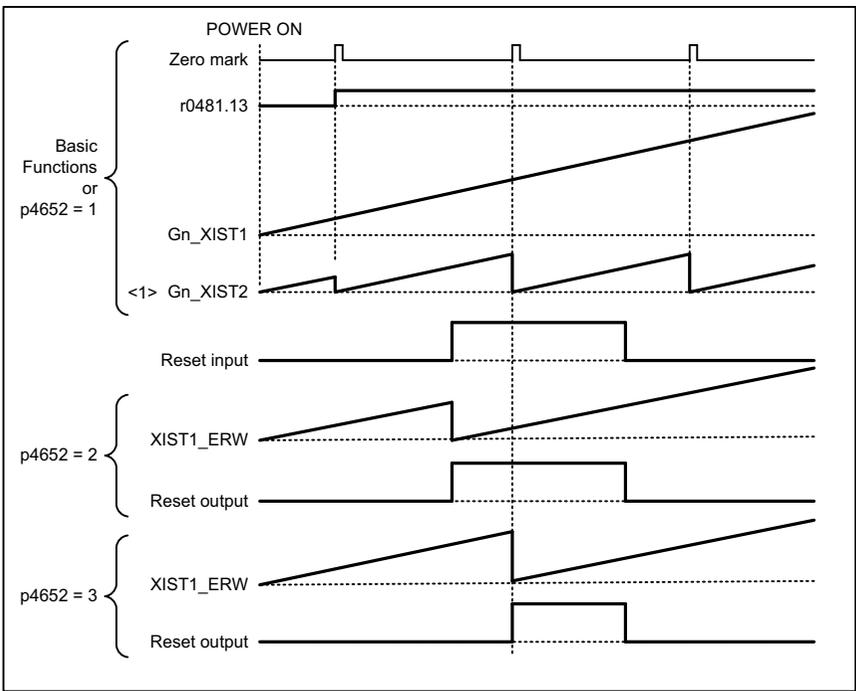 POWER ON
Zero mark
r0481.13
Basic
Functions
or
p4652 = 1
Gn_XIST1
<1> Gn_XIST2
Reset input
p4652 = 2
XIST1_ERW
Reset output
p4652 = 3
XIST1_ERW
Reset output